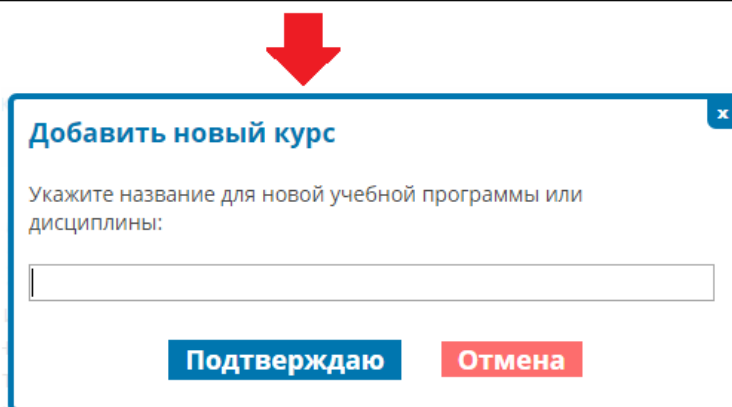 x
Добавить новый курс
Укажите название для новой учебной программы или
дисциплины:
Подтверждаю Отмена